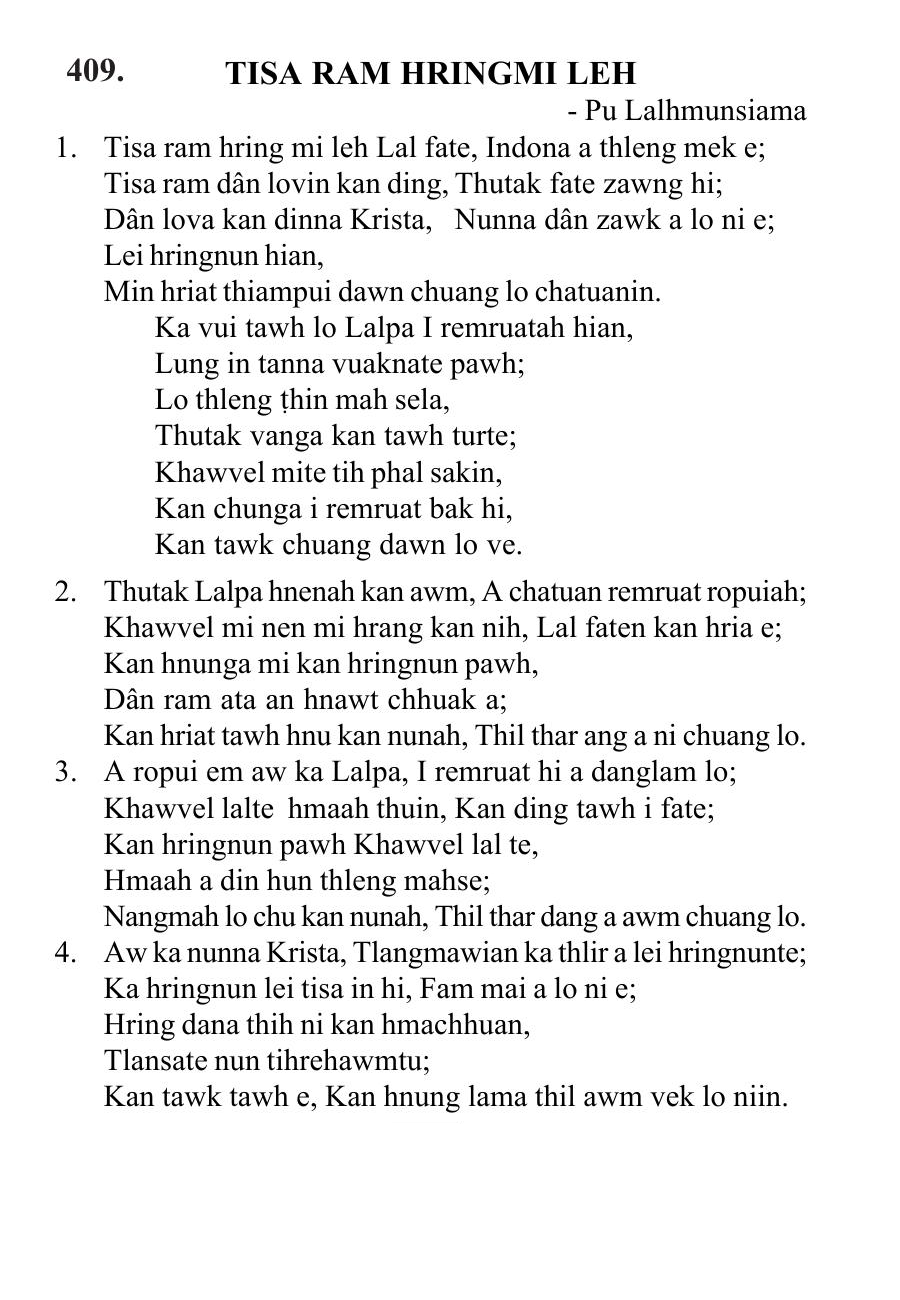 409. TISA RAM HRINGMI LEH
- Pu Lalhmunsiama
1. Tisa ram hring mi leh Lal fate, Indona a thleng mek e;
Tisa ram dân lovin kan ding, Thutak fate zawng hi;
Dân lova kan dinna Krista, Nunna dân zawk a lo ni e;
Lei hringnun hian,
Min hriat thiampui dawn chuang lo chatuanin.
Ka vui tawh lo Lalpa I remruatah hian,
Lung in tanna vuaknate pawh;
Lo thleng ṭhin mah sela,
Thutak vanga kan tawh turte;
Khawvel mite tih phal sakin,
Kan chunga i remruat bak hi,
Kan tawk chuang dawn lo ve.
2. Thutak Lalpa hnenah kan awm, A chatuan remruat ropuiah;
Khawvel mi nen mi hrang kan nih, Lal faten kan hria e;
Kan hnunga mi kan hringnun pawh,
Dân ram ata an hnawt chhuak a;
Kan hriat tawh hnu kan nunah, Thil thar ang a ni chuang lo.
3. A ropui em aw ka Lalpa, I remruat hi a danglam lo;
Khawvel lalte hmaah thuin, Kan ding tawh i fate;
Kan hringnun pawh Khawvel lal te,
Hmaah a din hun thleng mahse;
Nangmah lo chu kan nunah, Thil thar dang a awm chuang lo.
4. Aw ka nunna Krista, Tlangmawian ka thlir a lei hringnunte;
Ka hringnun lei tisa in hi, Fam mai a lo ni e;
Hring dana thih ni kan hmachhuan,
Tlansate nun tihrehawmtu;
Kan tawk tawh e, Kan hnung lama thil awm vek lo niin.